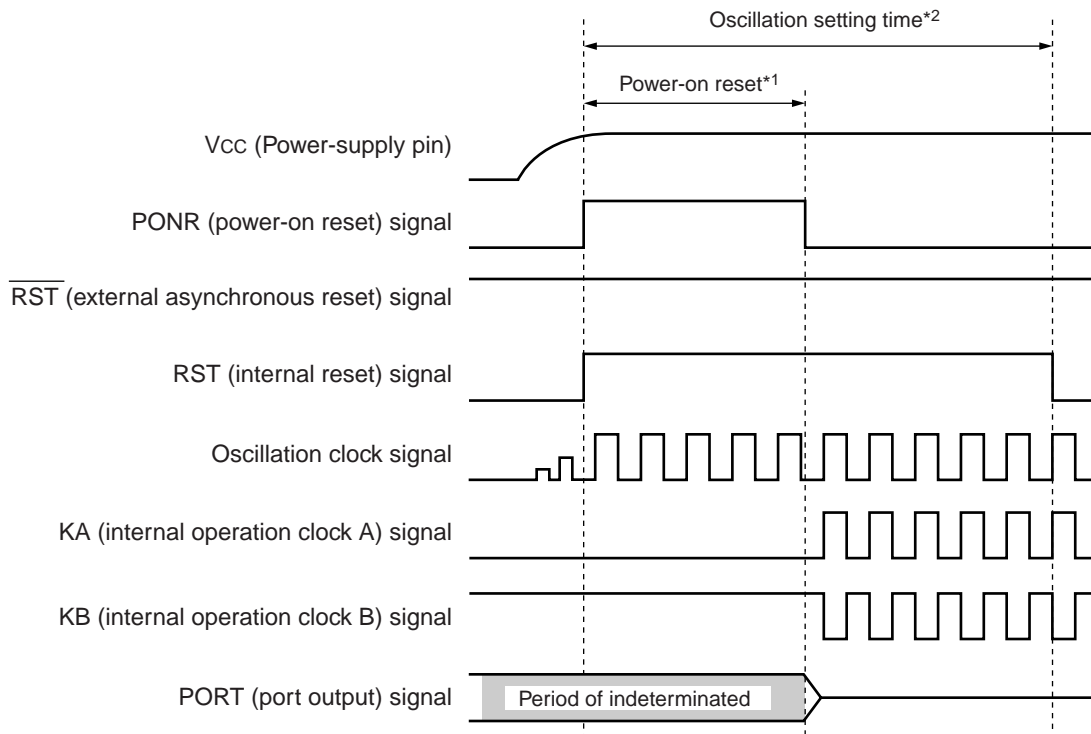 Oscillation setting time*2
Power-on reset*1
Vcc (Power-supply pin)
PONR (power-on reset) signal
RST (external asynchronous reset) signal
RST (internal reset) signal
Oscillation clock signal
KA (internal operation clock A) signal
KB (internal operation clock B) signal
PORT (port output) signal
Period of indeterminated